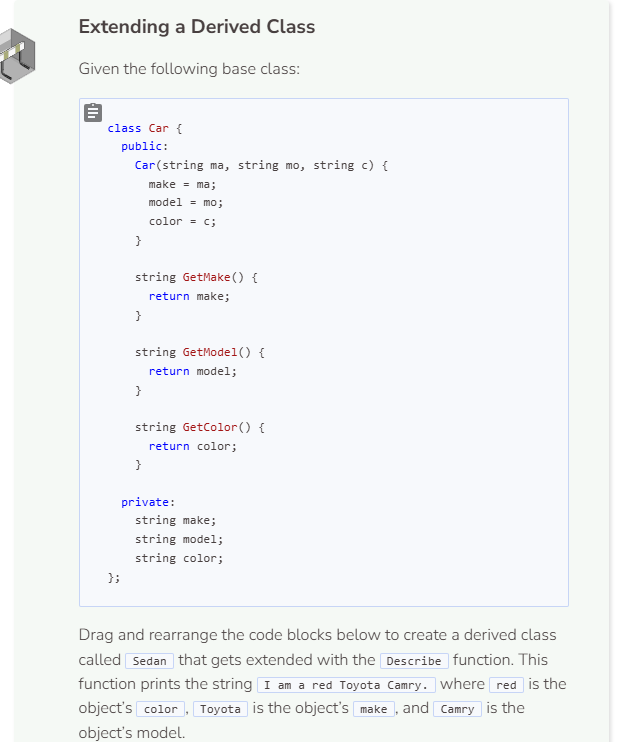 Extending a Derived Class
Given the following base class:
class Car {
public:
Car(string ma, string mo, string c) {
make = ma;
model = mo;
color = c;
}
string GetMake() {
return make;
}
string GetModel() {
return model;
}
string GetColor() {
return color;
}
private:
string make;
string model;
string color;
};
Drag and rearrange the code blocks below to create a derived class
called Sedan that gets extended with the Describe function. This
function prints the string I am a red Toyota Camry. where red is the
object's color, Toyota is the object's make, and Camry is the
object's model.